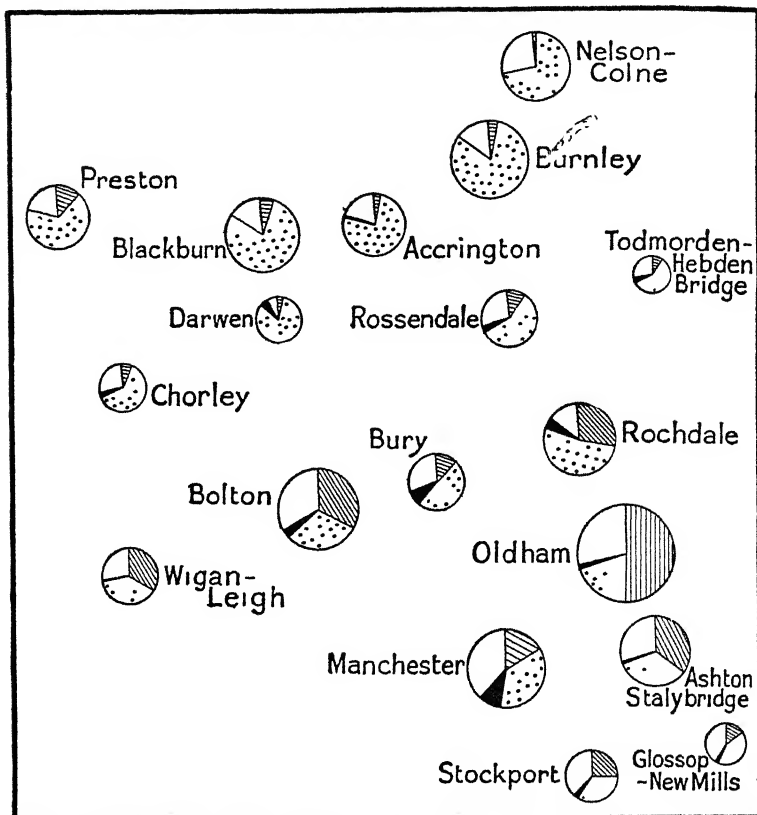 Nelson-
Colne
Burnley
Preston
Blackburn
Accrington
Todmorden-
Hebden
Bridge
Darwen
Rossendale
Chorley
Rochdale
Bury
Bolton
Oldham
Wigan-
Leigh
Manchester
Ashton
Stalybridge
Glossop
-New Mills
Stockport